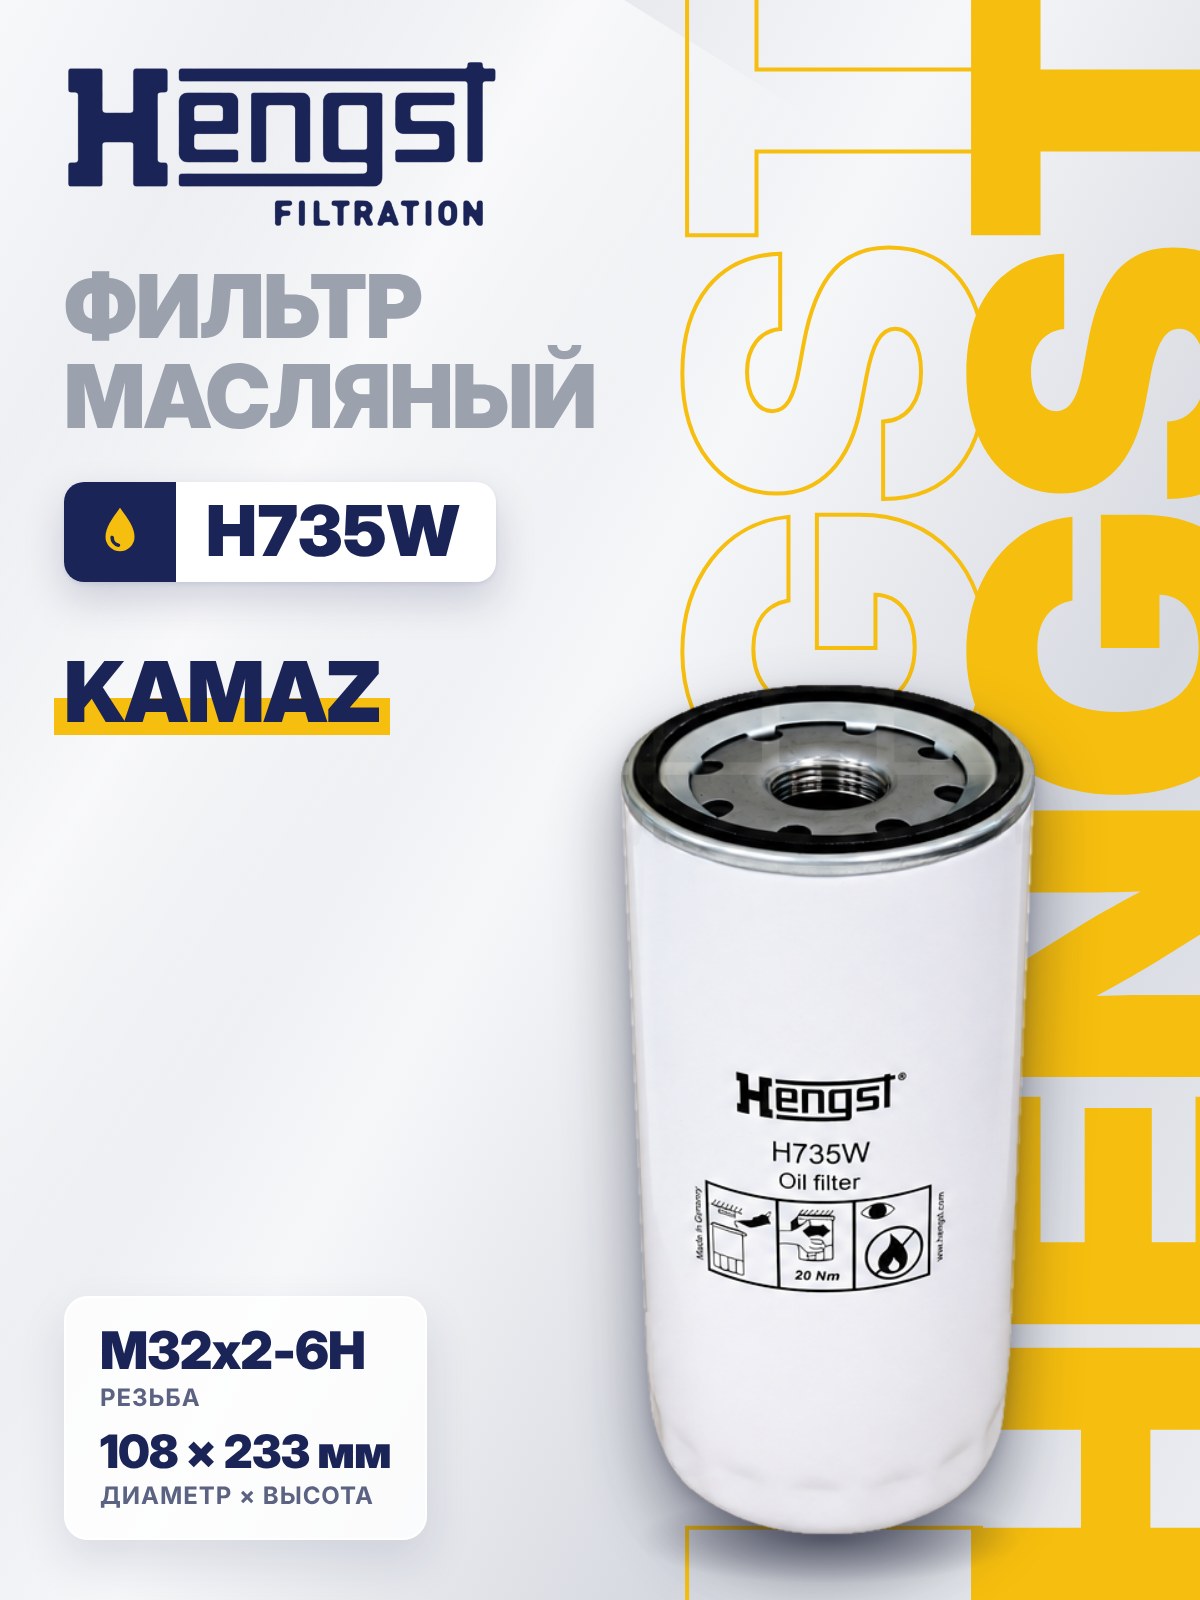 Hengst
FILTRATION
ФИЛЬТР
МАСЛЯНЫЙ
H735W
KAMAZ
HENGST
Hengst®
H735W
Oil filter
Made in Germany
20 Nm
www.hengst.com
M32x2-6H
РЕЗЬБА
108 × 233 мм
ДИАМЕТР × ВЫСОТА